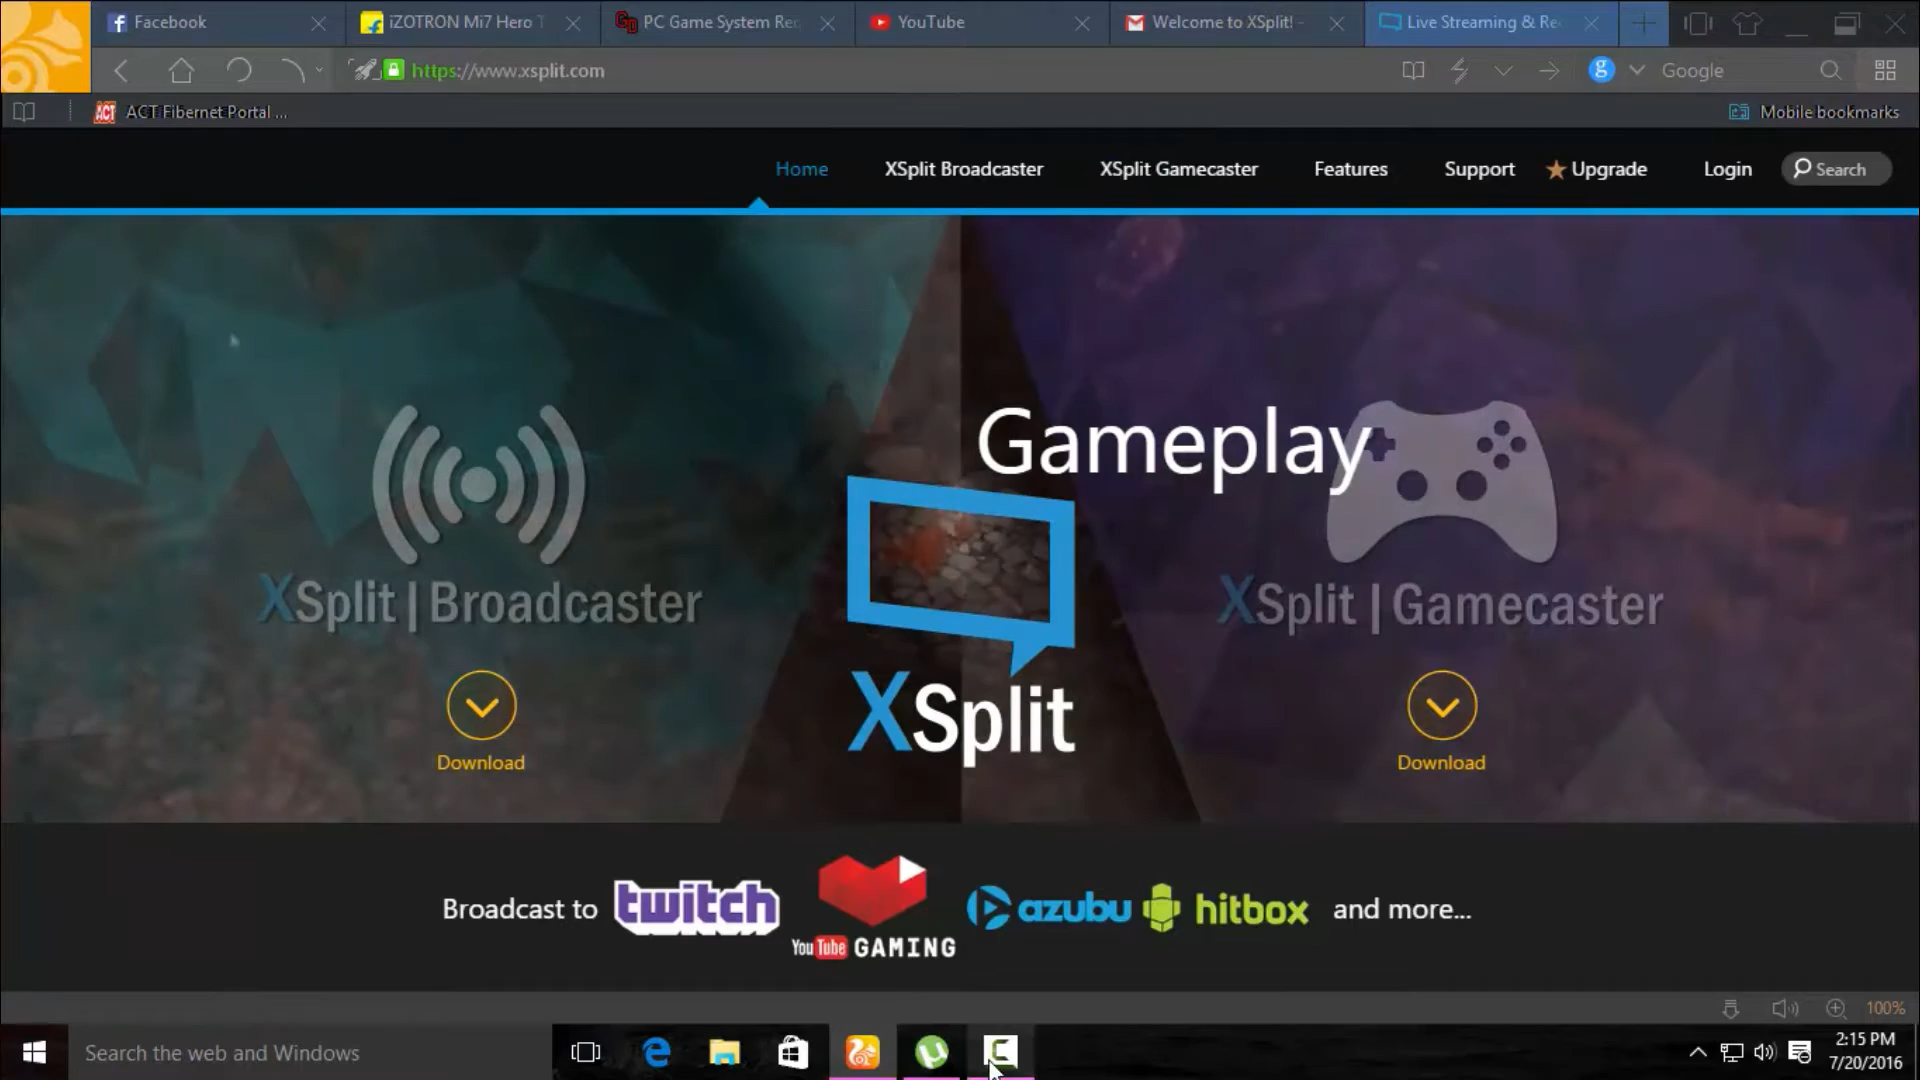 Facebook
iZOTRON Mi7 Hero T
PC Game System Req
YouTube
Welcome to XSplit! -
Live Streaming & Re
https://www.xsplit.com
g
Google
ACT
ACT Fibernet Portal ...
Mobile bookmarks
Home
XSplit Broadcaster
XSplit Gamecaster
Features
Support
Upgrade
Login
Search
Gameplay
XSplit | Broadcaster
XSplit | Gamecaster
XSplit
Download
Download
Broadcast to
twitch
YouTube GAMING
azubu
hitbox
and more...
100%
Search the web and Windows
2:15 PM
7/20/2016